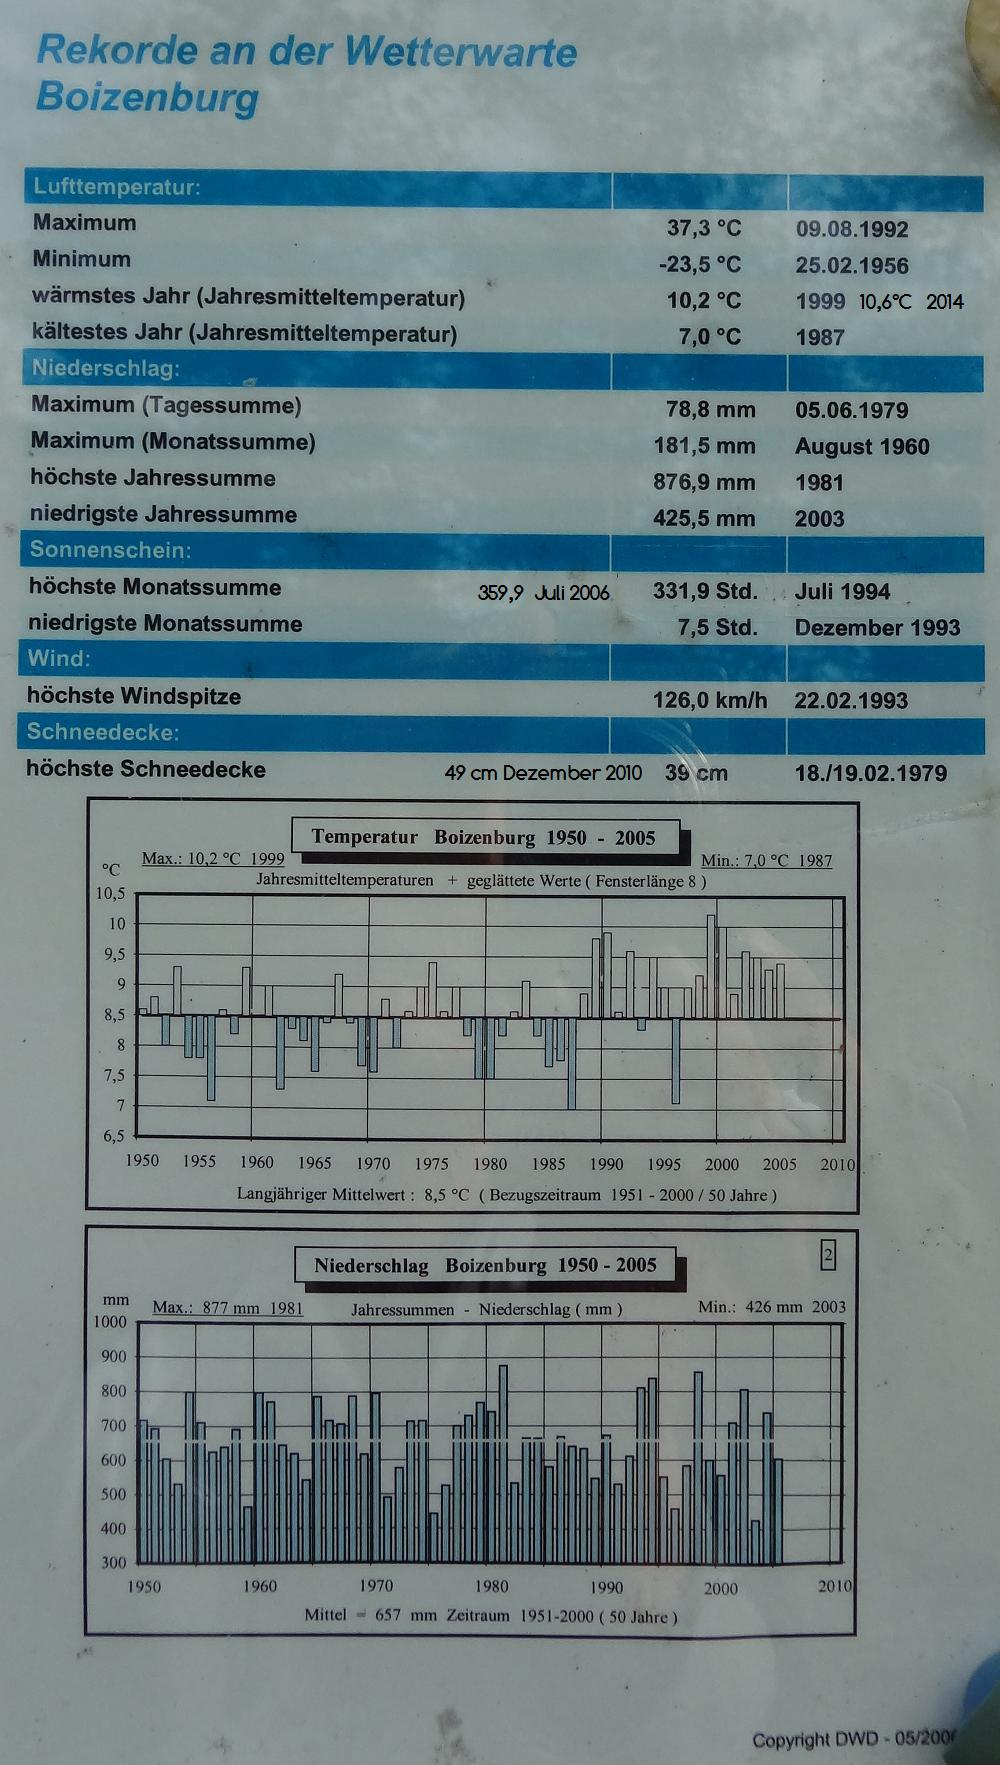 Rekorde an der Wetterwarte
Boizenburg
Lufttemperatur:
Maximum 37,3 °C 09.08.1992
Minimum -23,5 °C 25.02.1956
wärmstes Jahr (Jahresmitteltemperatur) 10,2 °C 1999 10,6°C 2014
kältestes Jahr (Jahresmitteltemperatur) 7,0 °C 1987
Niederschlag:
Maximum (Tagessumme) 78,8 mm 05.06.1979
Maximum (Monatssumme) 181,5 mm August 1960
höchste Jahressumme 876,9 mm 1981
niedrigste Jahressumme 425,5 mm 2003
Sonnenschein:
höchste Monatssumme 359,9 Juli 2006 331,9 Std. Juli 1994
niedrigste Monatssumme 7,5 Std. Dezember 1993
Wind:
höchste Windspitze 126,0 km/h 22.02.1993
Schneedecke:
höchste Schneedecke 49 cm Dezember 2010 39 cm 18./19.02.1979
Temperatur Boizenburg 1950 - 2005
°C Max.: 10,2 °C 1999 Min.: 7,0 °C 1987
Jahresmitteltemperaturen + geglättete Werte ( Fensterlänge 8 )
10,5
10
9,5
9
8,5
8
7,5
7
6,5
1950 1955 1960 1965 1970 1975 1980 1985 1990 1995 2000 2005 2010
Langjähriger Mittelwert : 8,5 °C ( Bezugszeitraum 1951 - 2000 / 50 Jahre )
2
Niederschlag Boizenburg 1950 - 2005
mm Max.: 877 mm 1981 Jahressummen - Niederschlag ( mm ) Min.: 426 mm 2003
1000
900
800
700
600
500
400
300
1950 1960 1970 1980 1990 2000 2010
Mittel = 657 mm Zeitraum 1951-2000 ( 50 Jahre )
Copyright DWD -